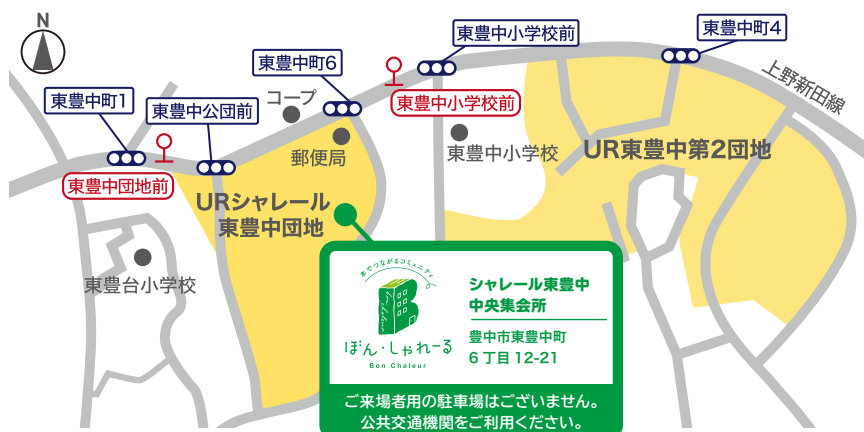 N
東豊中町4
東豊中小学校前
東豊中町6
上野新田線
コープ
東豊中町1
東豊中公団前
東豊中小学校前
郵便局
東豊中小学校
UR東豊中第2団地
東豊中団地前
URシャレール
東豊中団地
東豊台小学校
本でつながるコミュニティ
ぼん・しゃれーる
Bon Chaleur
シャレール東豊中
中央集会所
豊中市東豊中町
6丁目12-21
ご来場者用の駐車場はございません。
公共交通機関をご利用ください。